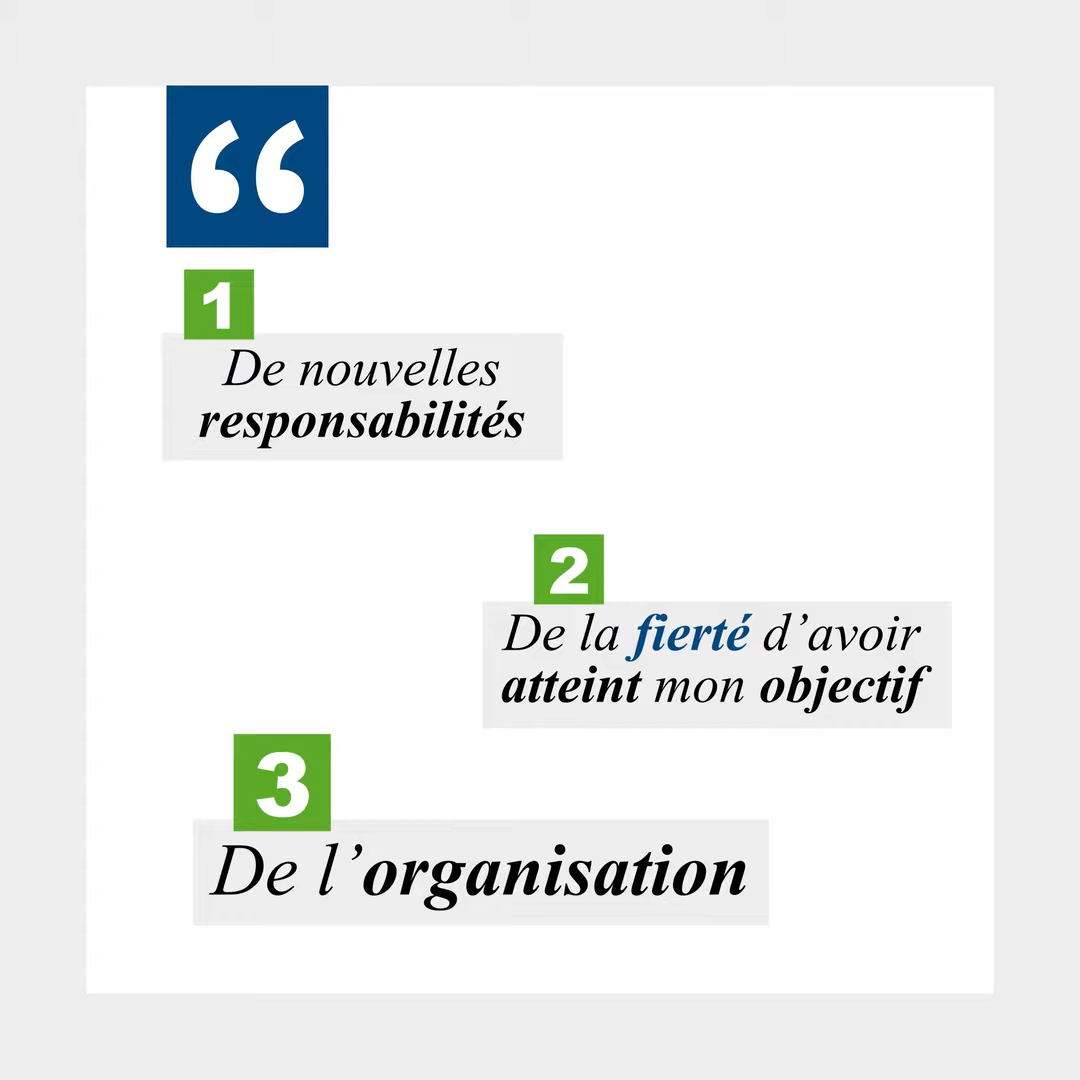 “
1
De nouvelles
responsabilités
2
De la fierté d’avoir
atteint mon objectif
3
De l’organisation